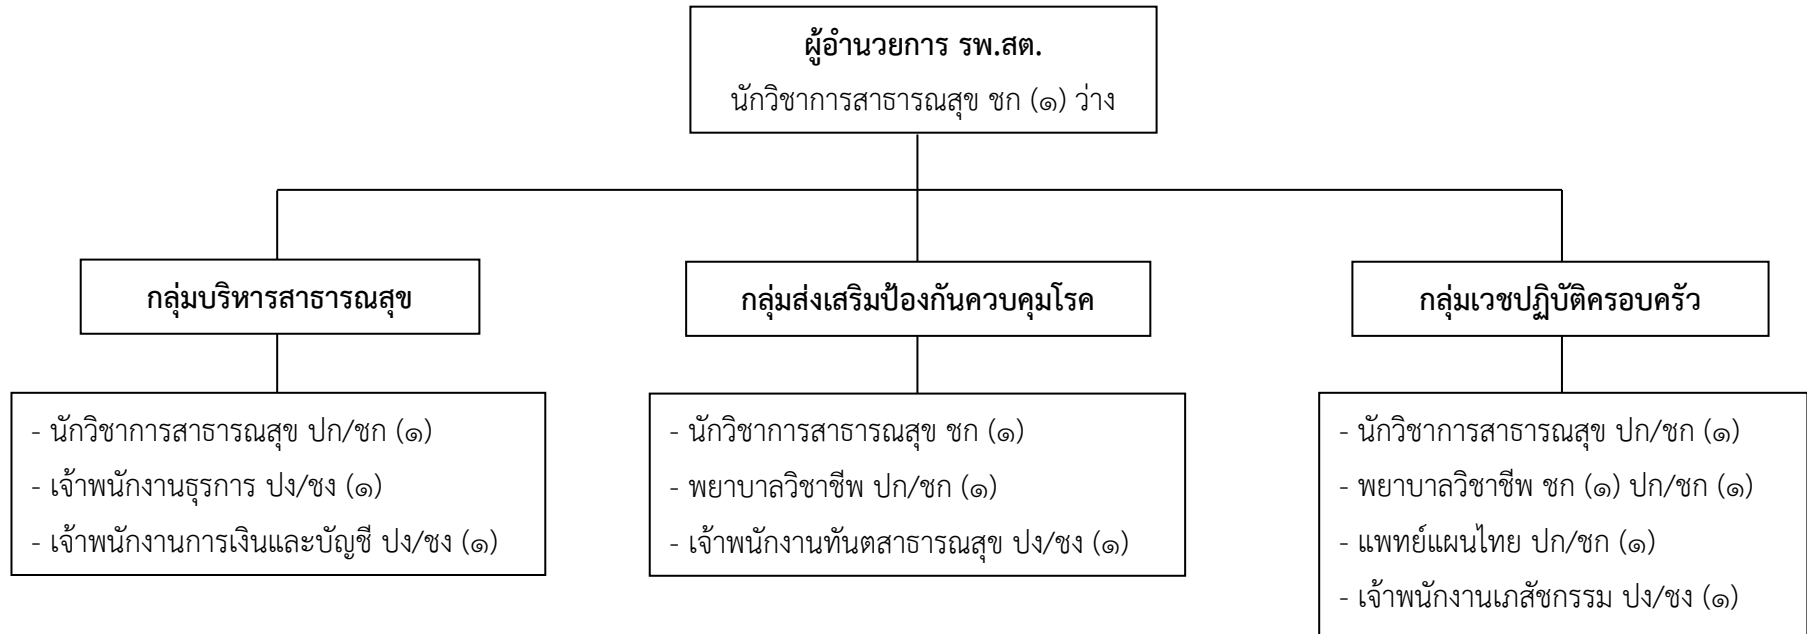 ผู้อำนวยการ รพ.สต.
นักวิชาการสาธารณสุข ชก (๑) ว่าง
กลุ่มบริหารสาธารณสุข
- นักวิชาการสาธารณสุข ปก/ชก (๑)
- เจ้าพนักงานธุรการ ปง/ชง (๑)
- เจ้าพนักงานการเงินและบัญชี ปง/ชง (๑)
กลุ่มส่งเสริมป้องกันควบคุมโรค
- นักวิชาการสาธารณสุข ชก (๑)
- พยาบาลวิชาชีพ ปก/ชก (๑)
- เจ้าพนักงานทันตสาธารณสุข ปง/ชง (๑)
กลุ่มเวชปฏิบัติครอบครัว
- นักวิชาการสาธารณสุข ปก/ชก (๑)
- พยาบาลวิชาชีพ ชก (๑) ปก/ชก (๑)
- แพทย์แผนไทย ปก/ชก (๑)
- เจ้าพนักงานเภสัชกรรม ปง/ชง (๑)